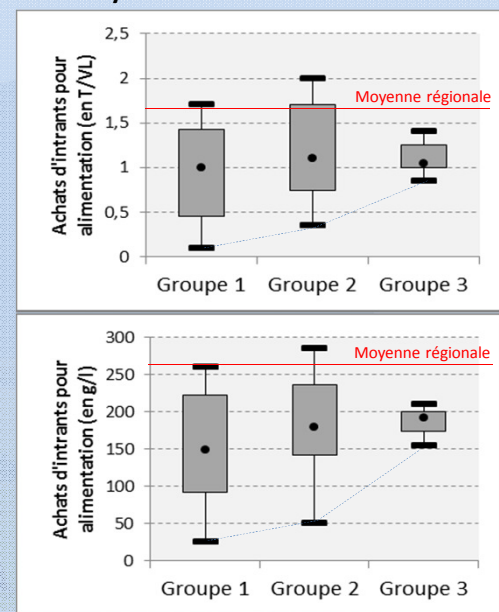 Achats d'intrants pour
alimentation (en T/VL)
2,5
2
1,5
1
0,5
0
Moyenne régionale
Groupe 1
Groupe 2
Groupe 3
Achats d'intrants pour
alimentation (en g/l)
300
250
200
150
100
50
0
Moyenne régionale
Groupe 1
Groupe 2
Groupe 3